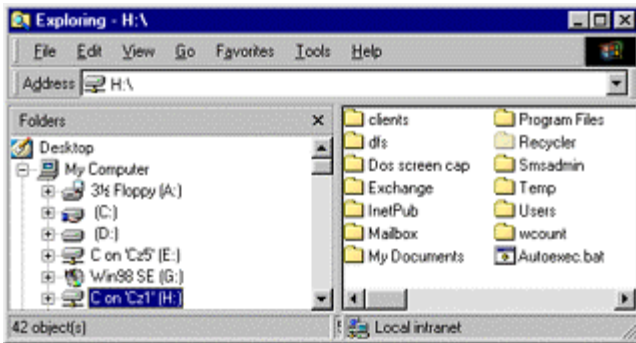 Exploring - H:\
File Edit View Go Favorites Tools Help
Address H:\
Folders
Desktop
My Computer
3½ Floppy (A:)
(C:)
(D:)
C on 'Cz5' (E:)
Win98 SE (G:)
C on 'Cz1' (H:)
clients
dfs
Dos screen cap
Exchange
InetPub
Mailbox
My Documents
Program Files
Recycler
Smsadmin
Temp
Users
wcount
Autoexec.bat
42 object(s)
Local intranet